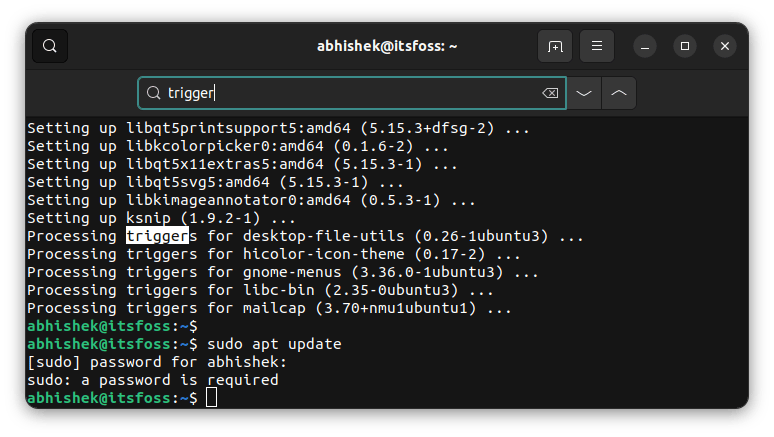 abhishek@itsfoss: ~
trigger
Setting up libqt5printsupport5:amd64 (5.15.3+dfsg-2) ...
Setting up libkcolorpicker0:amd64 (0.1.6-2) ...
Setting up libqt5x11extras5:amd64 (5.15.3-1) ...
Setting up libqt5svg5:amd64 (5.15.3-1) ...
Setting up libkimageannotator0:amd64 (0.5.3-1) ...
Setting up ksnip (1.9.2-1) ...
Processing triggers for desktop-file-utils (0.26-1ubuntu3) ...
Processing triggers for hicolor-icon-theme (0.17-2) ...
Processing triggers for gnome-menus (3.36.0-1ubuntu3) ...
Processing triggers for libc-bin (2.35-0ubuntu3) ...
Processing triggers for mailcap (3.70+nmu1ubuntu1) ...
abhishek@itsfoss:~$
abhishek@itsfoss:~$ sudo apt update
[sudo] password for abhishek:
sudo: a password is required
abhishek@itsfoss:~$